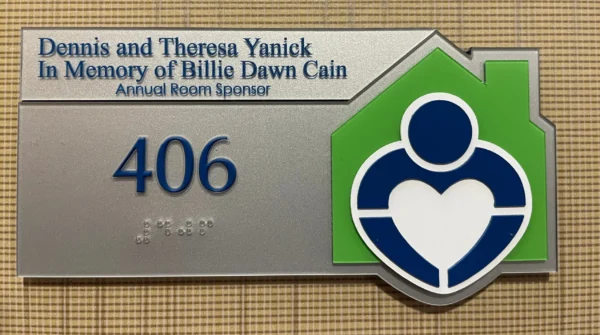 Dennis and Theresa Yanick
In Memory of Billie Dawn Cain
Annual Room Sponsor
406
⠼⠙⠚⠋